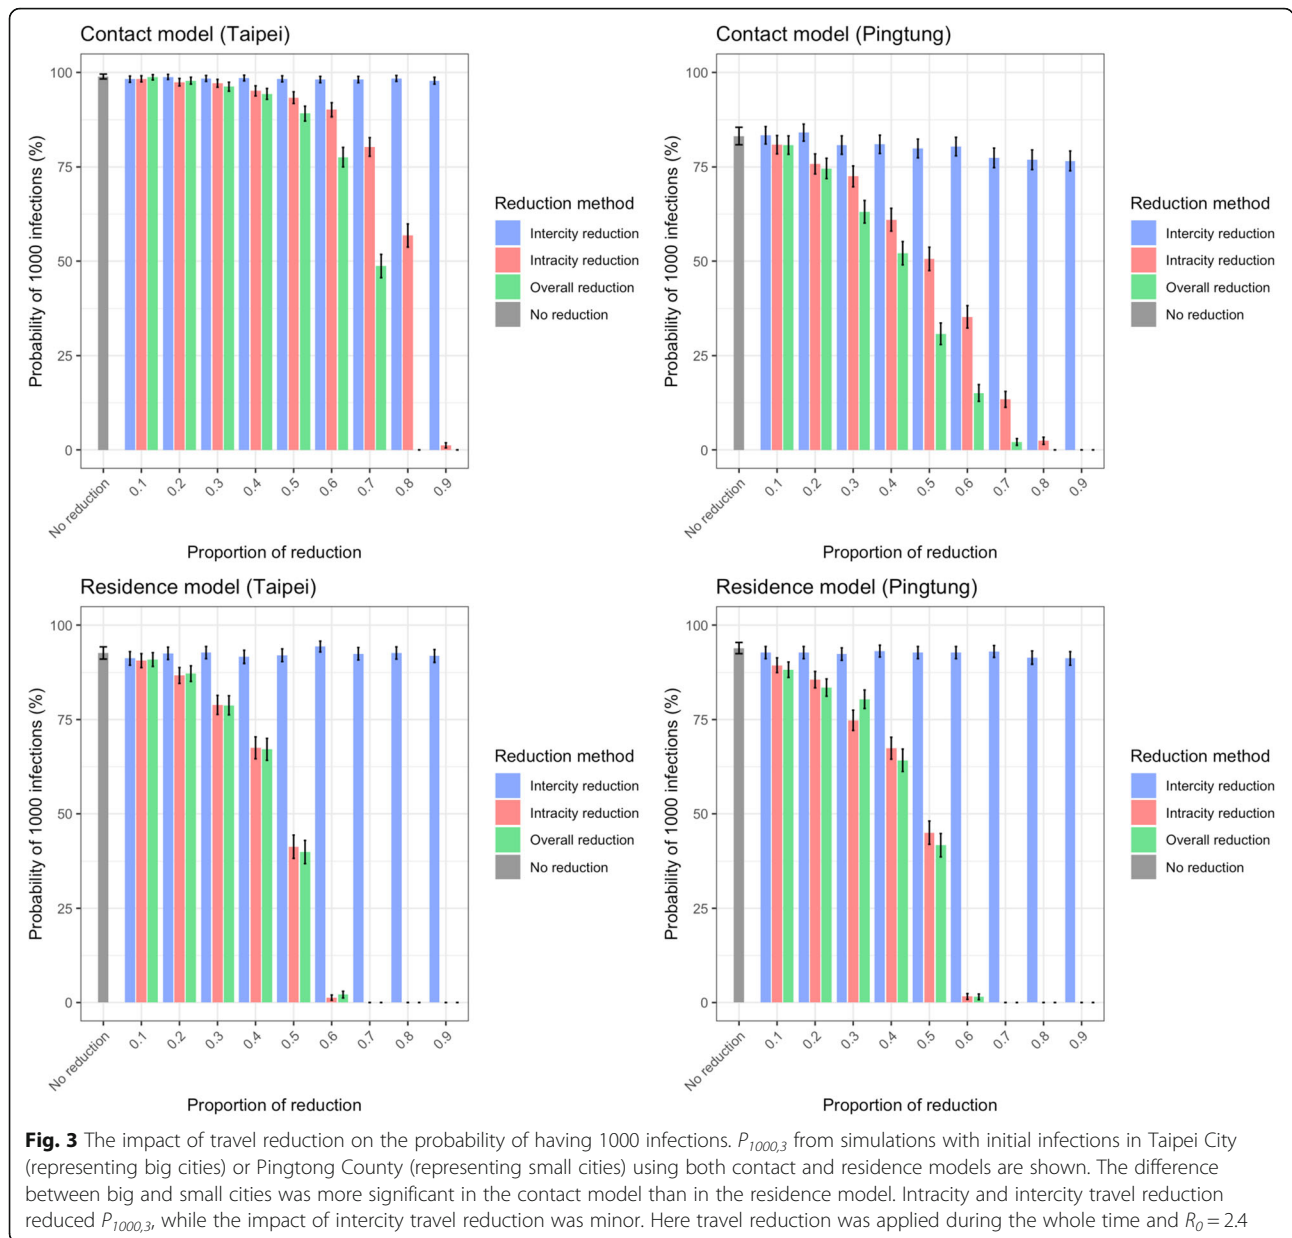 Contact model (Taipei)
Probability of 1000 infections (%)
100
75
50
25
0
No reduction
0.1
0.2
0.3
0.4
0.5
0.6
0.7
0.8
0.9
Proportion of reduction
Reduction method
Intercity reduction
Intracity reduction
Overall reduction
No reduction
Contact model (Pingtung)
Probability of 1000 infections (%)
100
75
50
25
0
No reduction
0.1
0.2
0.3
0.4
0.5
0.6
0.7
0.8
0.9
Proportion of reduction
Reduction method
Intercity reduction
Intracity reduction
Overall reduction
No reduction
Residence model (Taipei)
Probability of 1000 infections (%)
100
75
50
25
0
No reduction
0.1
0.2
0.3
0.4
0.5
0.6
0.7
0.8
0.9
Proportion of reduction
Reduction method
Intercity reduction
Intracity reduction
Overall reduction
No reduction
Residence model (Pingtung)
Probability of 1000 infections (%)
100
75
50
25
0
No reduction
0.1
0.2
0.3
0.4
0.5
0.6
0.7
0.8
0.9
Proportion of reduction
Reduction method
Intercity reduction
Intracity reduction
Overall reduction
No reduction
Fig. 3 The impact of travel reduction on the probability of having 1000 infections. P1000,3 from simulations with initial infections in Taipei City
(representing big cities) or Pingtong County (representing small cities) using both contact and residence models are shown. The difference
between big and small cities was more significant in the contact model than in the residence model. Intracity and intercity travel reduction
reduced P1000,3, while the impact of intercity travel reduction was minor. Here travel reduction was applied during the whole time and R0 = 2.4